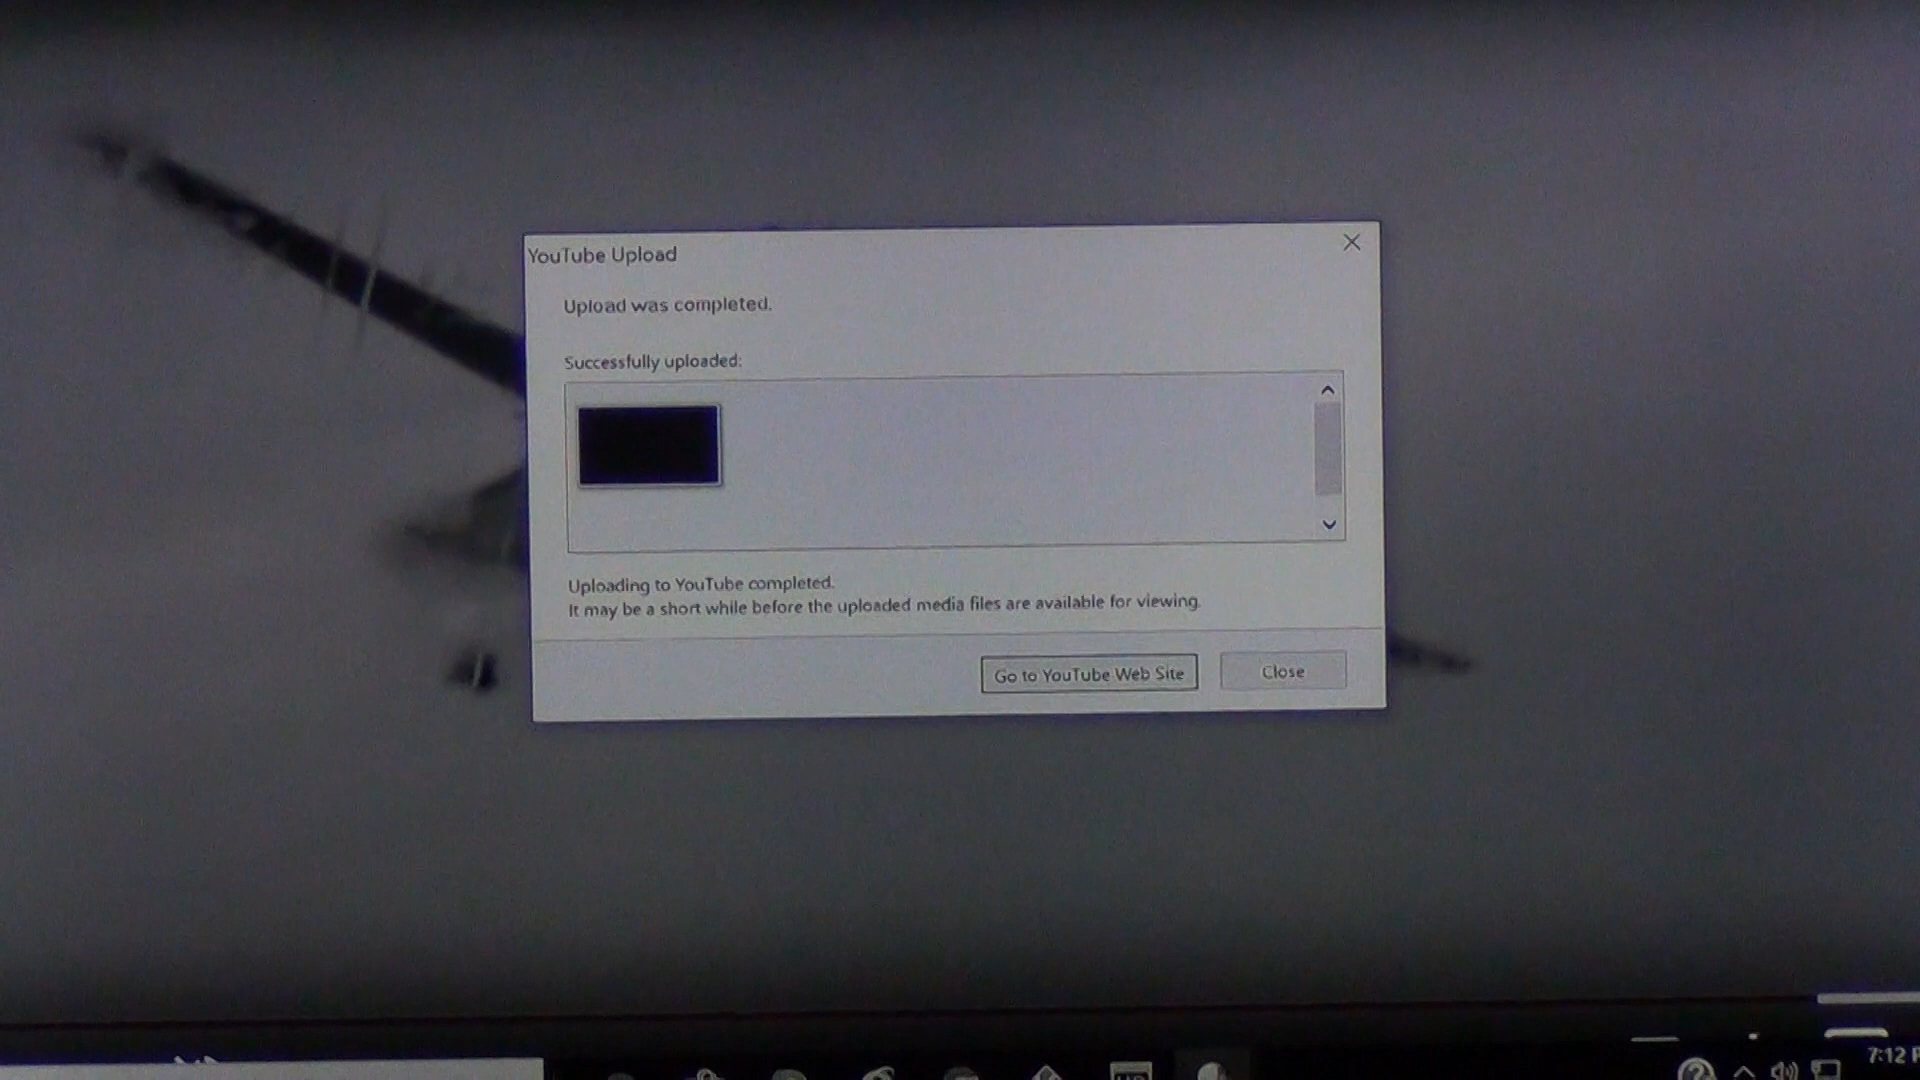 YouTube Upload
Upload was completed.
Successfully uploaded:
Uploading to YouTube completed.
It may be a short while before the uploaded media files are available for viewing.
Go to YouTube Web Site
Close
7:12 P